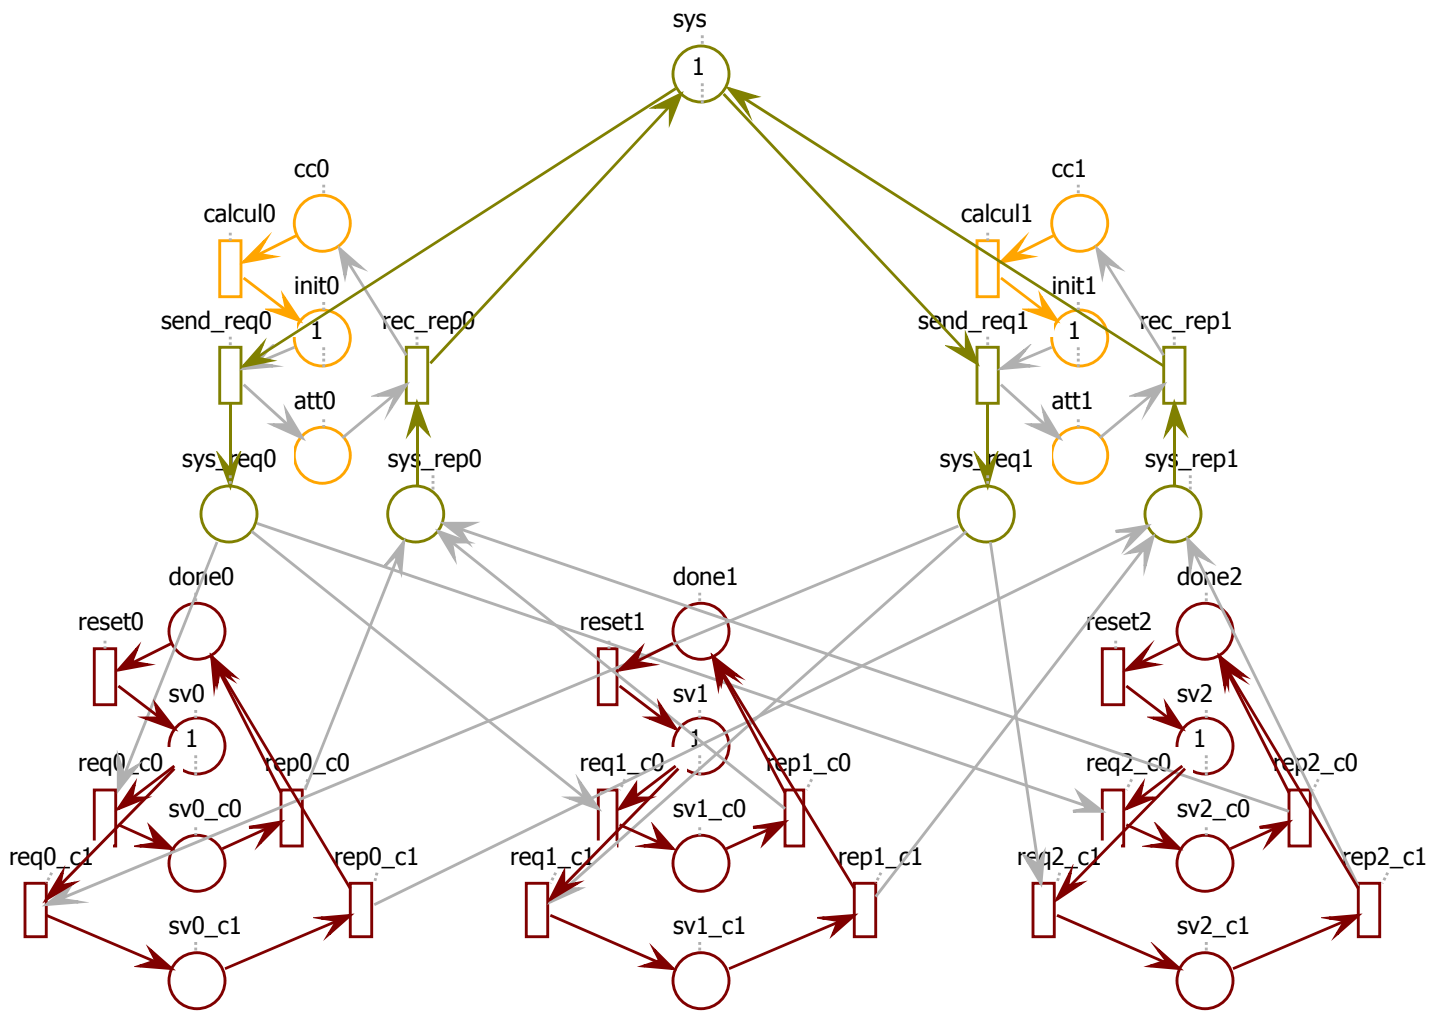 sys
1
cc0 cc1
calcul0 calcul1
init0 init1
send_req0 1 rec_rep0 send_req1 1 rec_rep1
att0 att1
sys_req0 sys_rep0 sys_req1 sys_rep1
done0 done1 done2
reset0 reset1 reset2
sv0 sv1 sv2
1 1 1
req0_c0 rep0_c0 req1_c0 rep1_c0 req2_c0 rep2_c0
sv0_c0 sv1_c0 sv2_c0
req0_c1 rep0_c1 req1_c1 rep1_c1 req2_c1 rep2_c1
sv0_c1 sv1_c1 sv2_c1